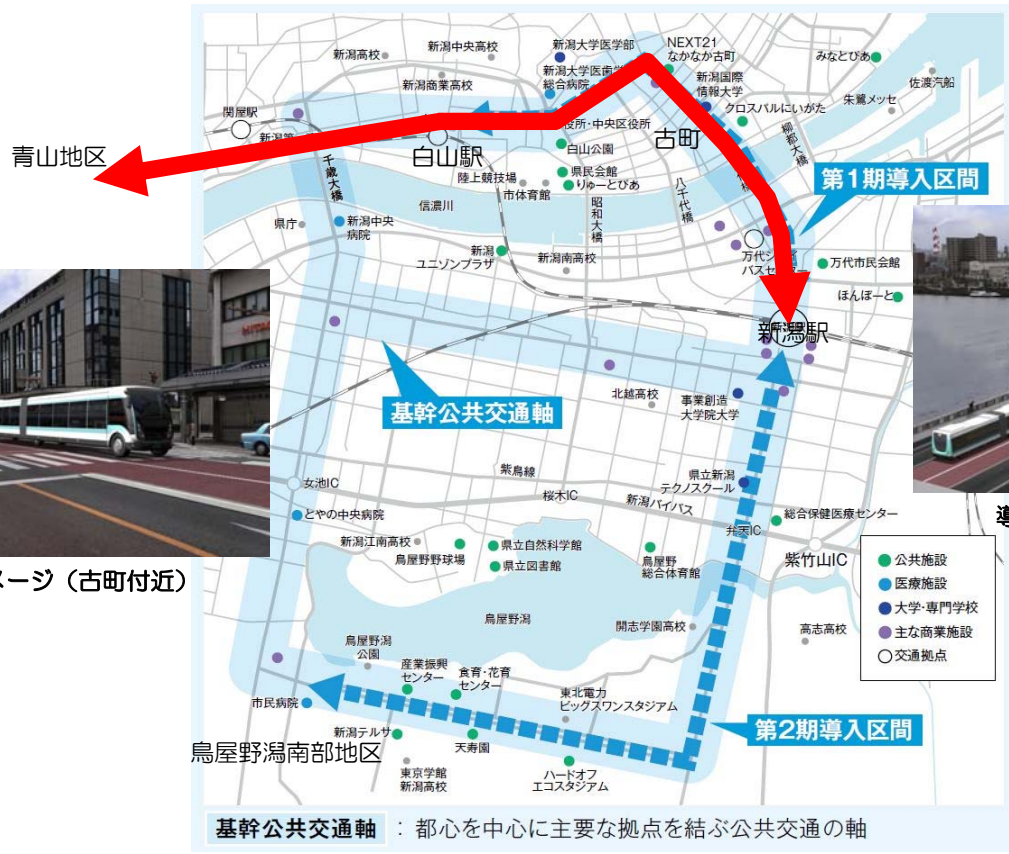 新潟高校
新潟中央高校
新潟大学医学部
NEXT21
なかなか古町
みなとぴあ
新潟商業高校
新潟大学医歯学
総合病院
新潟国際
情報大学
佐渡汽船
関屋駅
クロスパルにいがた
朱鷺メッセ
青山地区
白山駅
役所・中央区役所
古町
柳都大橋
白山公園
千歳大橋
陸上競技場
県民会館
りゅーとぴあ
市体育館
八千代橋
第1期導入区間
信濃川
昭和大橋
県庁
新潟中央
病院
新潟
ユニゾンプラザ
新潟南高校
万代シ
バスセ
万代市民会館
ほんぽーと
新潟駅
北越高校
事業創造
大学院大学
基幹公共交通軸
紫鳥線
県立新潟
テクノスクール
女池IC
桜木IC
新潟バイパス
とやの中央病院
総合保健医療センター
弁天IC
新潟江南高校
鳥屋野野球場
県立自然科学館
県立図書館
鳥屋野
総合体育館
紫竹山IC
導
メージ（古町付近）
公共施設
医療施設
大学・専門学校
主な商業施設
交通拠点
鳥屋野潟
開志学園高校
高志高校
鳥屋野潟
公園
産業振興
センター
食育・花育
センター
市民病院
東北電力
ビッグスワンスタジアム
第2期導入区間
新潟テルサ
天寿園
鳥屋野潟南部地区
東京学館
新潟高校
ハードオフ
エコスタジアム
基幹公共交通軸：都心を中心に主要な拠点を結ぶ公共交通の軸